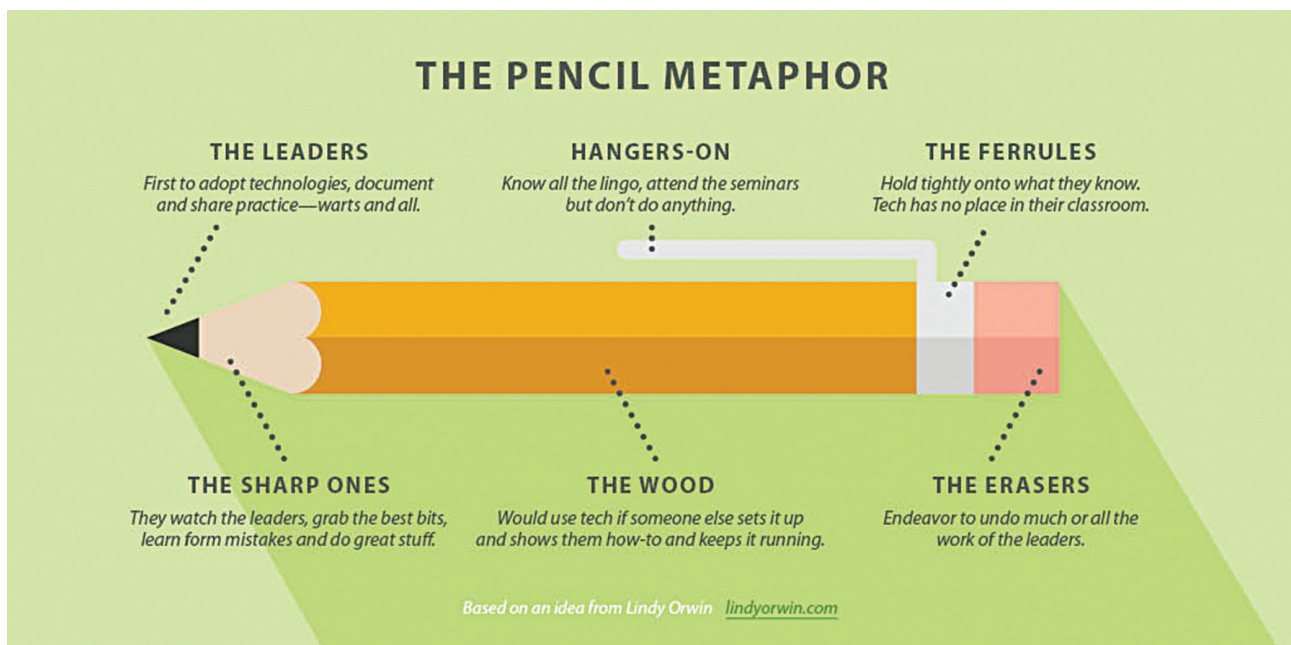 THE PENCIL METAPHOR
THE LEADERS
First to adopt technologies, document
and share practice—warts and all.
HANGERS-ON
Know all the lingo, attend the seminars
but don't do anything.
THE FERRULES
Hold tightly onto what they know.
Tech has no place in their classroom.
THE SHARP ONES
They watch the leaders, grab the best bits,
learn form mistakes and do great stuff.
THE WOOD
Would use tech if someone else sets it up
and shows them how-to and keeps it running.
THE ERASERS
Endeavor to undo much or all the
work of the leaders.
Based on an idea from Lindy Orwin lindyorwin.com